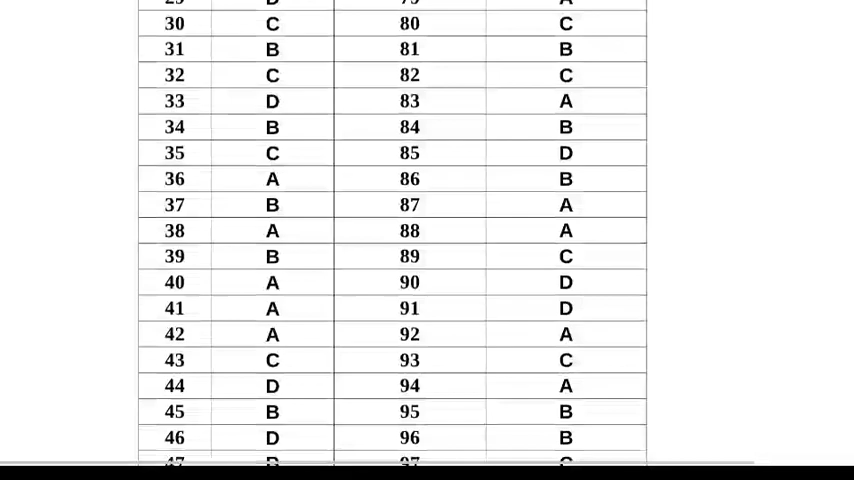 30 C 80 C
31 B 81 B
32 C 82 C
33 D 83 A
34 B 84 B
35 C 85 D
36 A 86 B
37 B 87 A
38 A 88 A
39 B 89 C
40 A 90 D
41 A 91 D
42 A 92 A
43 C 93 C
44 D 94 A
45 B 95 B
46 D 96 B